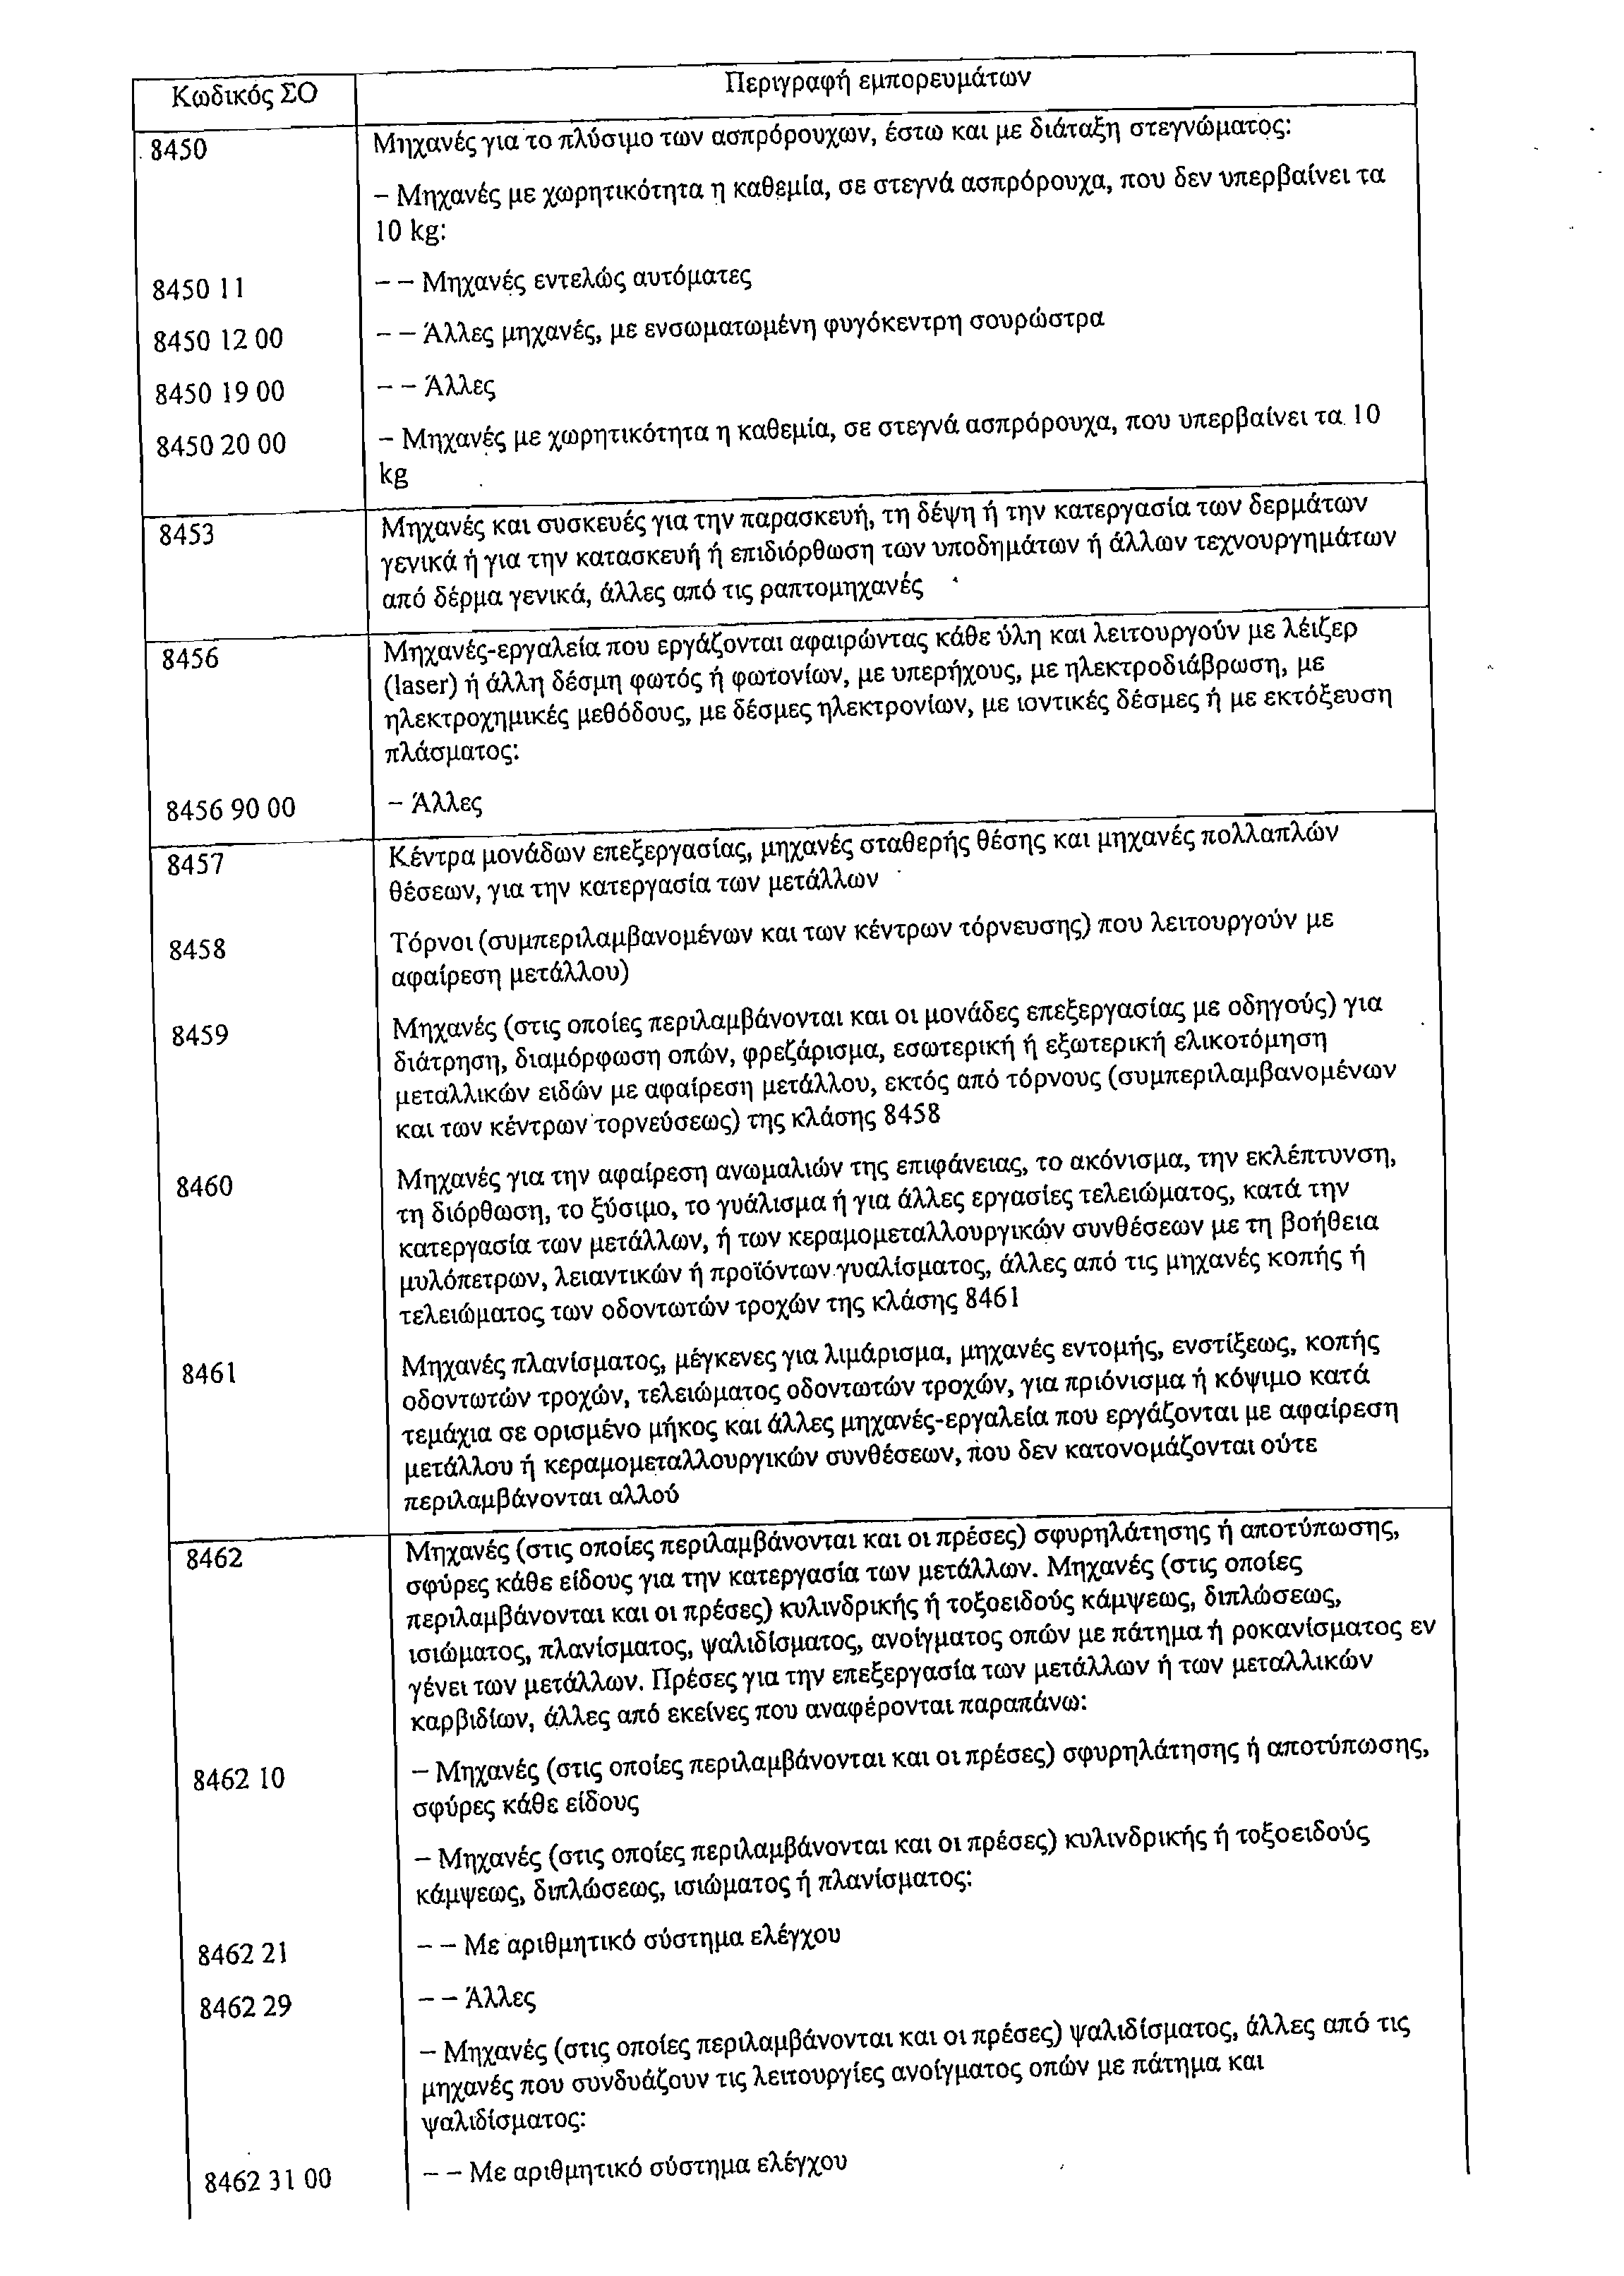 Κωδικός ΣΟ
Περιγραφή εμπορευμάτων
8450
Μηχανές για το πλύσιμο των ασπρόρουχων, έστω και με διάταξη στεγνώματος:
– Μηχανές με χωρητικότητα η καθεμία, σε στεγνά ασπρόρουχα, που δεν υπερβαίνει τα
10 kg:
8450 11
– – Μηχανές εντελώς αυτόματες
8450 12 00
– – Άλλες μηχανές, με ενσωματωμένη φυγόκεντρη σουρώστρα
8450 19 00
– – Άλλες
8450 20 00
– Μηχανές με χωρητικότητα η καθεμία, σε στεγνά ασπρόρουχα, που υπερβαίνει τα 10
kg
8453
Μηχανές και συσκευές για την παρασκευή, τη δέψη ή την κατεργασία των δερμάτων
γενικά ή για την κατασκευή ή επιδιόρθωση των υποδημάτων ή άλλων τεχνουργημάτων
από δέρμα γενικά, άλλες από τις ραπτομηχανές
8456
Μηχανές-εργαλεία που εργάζονται αφαιρώντας κάθε ύλη και λειτουργούν με λέιζερ
(laser) ή άλλη δέσμη φωτός ή φωτονίων, με υπερήχους, με ηλεκτροδιάβρωση, με
ηλεκτροχημικές μεθόδους, με δέσμες ηλεκτρονίων, με ιοντικές δέσμες ή με εκτόξευση
πλάσματος:
8456 90 00
– Άλλες
8457
Κέντρα μονάδων επεξεργασίας, μηχανές σταθερής θέσης και μηχανές πολλαπλών
θέσεων, για την κατεργασία των μετάλλων
8458
Τόρνοι (συμπεριλαμβανομένων και των κέντρων τόρνευσης) που λειτουργούν με
αφαίρεση μετάλλου)
8459
Μηχανές (στις οποίες περιλαμβάνονται και οι μονάδες επεξεργασίας με οδηγούς) για
διάτρηση, διαμόρφωση οπών, φρεζάρισμα, εσωτερική ή εξωτερική ελικοτόμηση
μεταλλικών ειδών με αφαίρεση μετάλλου, εκτός από τόρνους (συμπεριλαμβανομένων
και των κέντρων τορνεύσεως) της κλάσης 8458
8460
Μηχανές για την αφαίρεση ανωμαλιών της επιφάνειας, το ακόνισμα, την εκλέπτυνση,
τη διόρθωση, το ξύσιμο, το γυάλισμα ή για άλλες εργασίες τελειώματος, κατά την
κατεργασία των μετάλλων, ή των κεραμομεταλλουργικών συνθέσεων με τη βοήθεια
μυλόπετρων, λειαντικών ή προϊόντων γυαλίσματος, άλλες από τις μηχανές κοπής ή
τελειώματος των οδοντωτών τροχών της κλάσης 8461
8461
Μηχανές πλανίσματος, μέγκενες για λιμάρισμα, μηχανές εντομής, ενστίξεως, κοπής
οδοντωτών τροχών, τελειώματος οδοντωτών τροχών, για πριόνισμα ή κόψιμο κατά
τεμάχια σε ορισμένο μήκος και άλλες μηχανές-εργαλεία που εργάζονται με αφαίρεση
μετάλλου ή κεραμομεταλλουργικών συνθέσεων, που δεν κατονομάζονται ούτε
περιλαμβάνονται αλλού
8462
Μηχανές (στις οποίες περιλαμβάνονται και οι πρέσες) σφυρηλάτησης ή αποτύπωσης,
σφύρες κάθε είδους για την κατεργασία των μετάλλων. Μηχανές (στις οποίες
περιλαμβάνονται και οι πρέσες) κυλινδρικής ή τοξοειδούς κάμψεως, διπλώσεως,
ισιώματος, πλανίσματος, ψαλιδίσματος, ανοίγματος οπών με πάτημα ή ροκανίσματος εν
γένει των μετάλλων. Πρέσες για την επεξεργασία των μετάλλων ή των μεταλλικών
καρβιδίων, άλλες από εκείνες που αναφέρονται παραπάνω:
8462 10
– Μηχανές (στις οποίες περιλαμβάνονται και οι πρέσες) σφυρηλάτησης ή αποτύπωσης,
σφύρες κάθε είδους
– Μηχανές (στις οποίες περιλαμβάνονται και οι πρέσες) κυλινδρικής ή τοξοειδούς
κάμψεως, διπλώσεως, ισιώματος ή πλανίσματος:
8462 21
– – Με αριθμητικό σύστημα ελέγχου
8462 29
– – Άλλες
– Μηχανές (στις οποίες περιλαμβάνονται και οι πρέσες) ψαλιδίσματος, άλλες από τις
μηχανές που συνδυάζουν τις λειτουργίες ανοίγματος οπών με πάτημα και
ψαλιδίσματος:
8462 31 00
– – Με αριθμητικό σύστημα ελέγχου